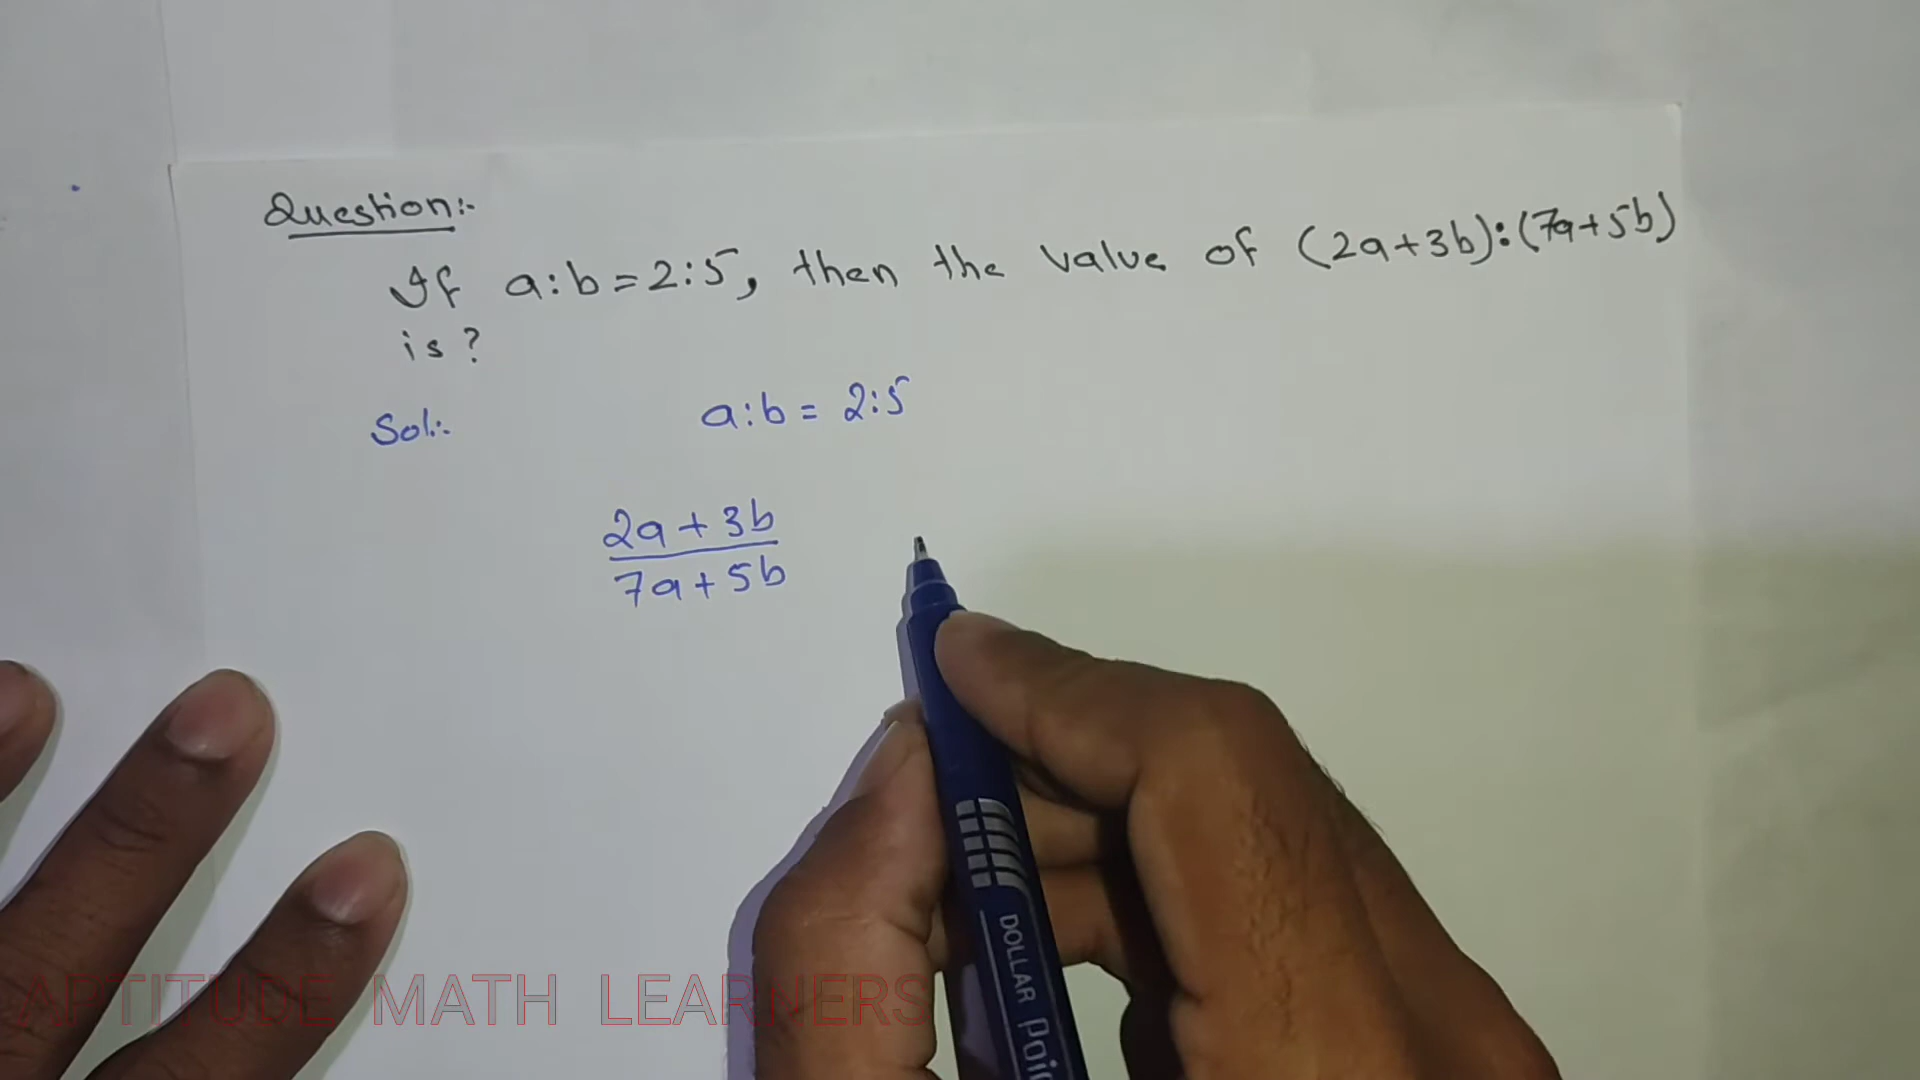 Question:-
If a:b=2:5, then the value of (2a+3b):(7a+5b)
is?
Sol:-
a:b= 2:5
2a+3b
7a+5b
DOLLAR Poin
APTITUDE MATH LEARNERS